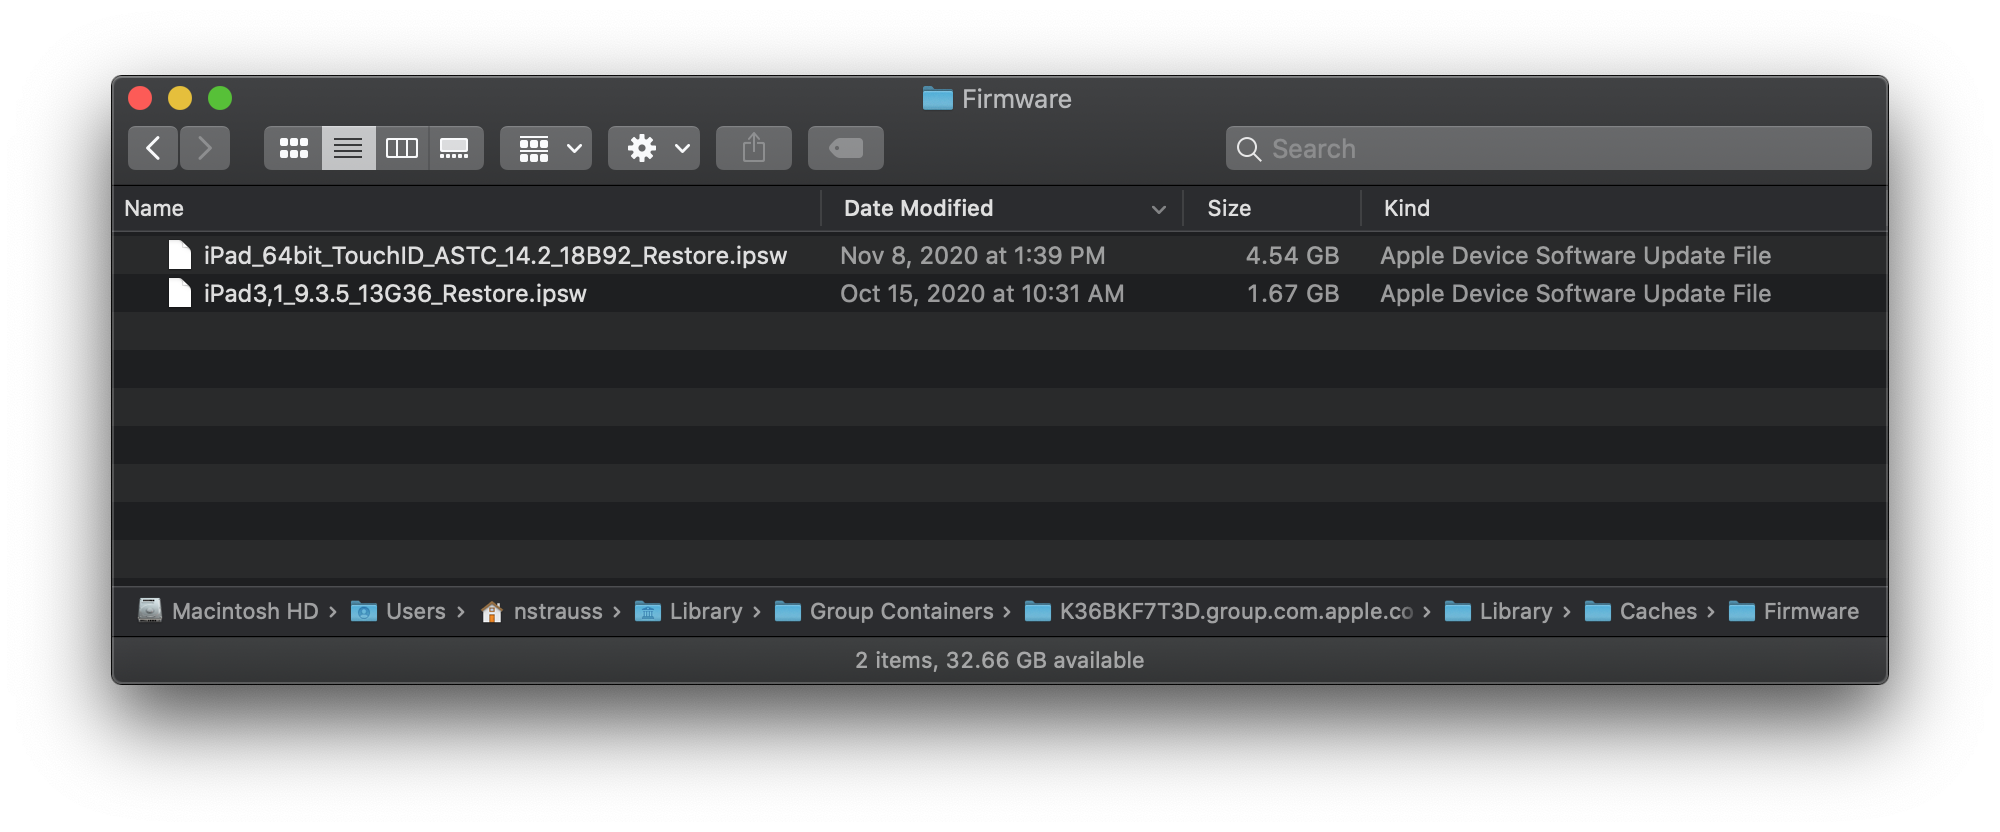 Firmware
Search
Name Date Modified Size Kind
iPad_64bit_TouchID_ASTC_14.2_18B92_Restore.ipsw Nov 8, 2020 at 1:39 PM 4.54 GB Apple Device Software Update File
iPad3,1_9.3.5_13G36_Restore.ipsw Oct 15, 2020 at 10:31 AM 1.67 GB Apple Device Software Update File
Macintosh HD › Users › nstrauss › Library › Group Containers › K36BKF7T3D.group.com.apple.co › Library › Caches › Firmware
2 items, 32.66 GB available